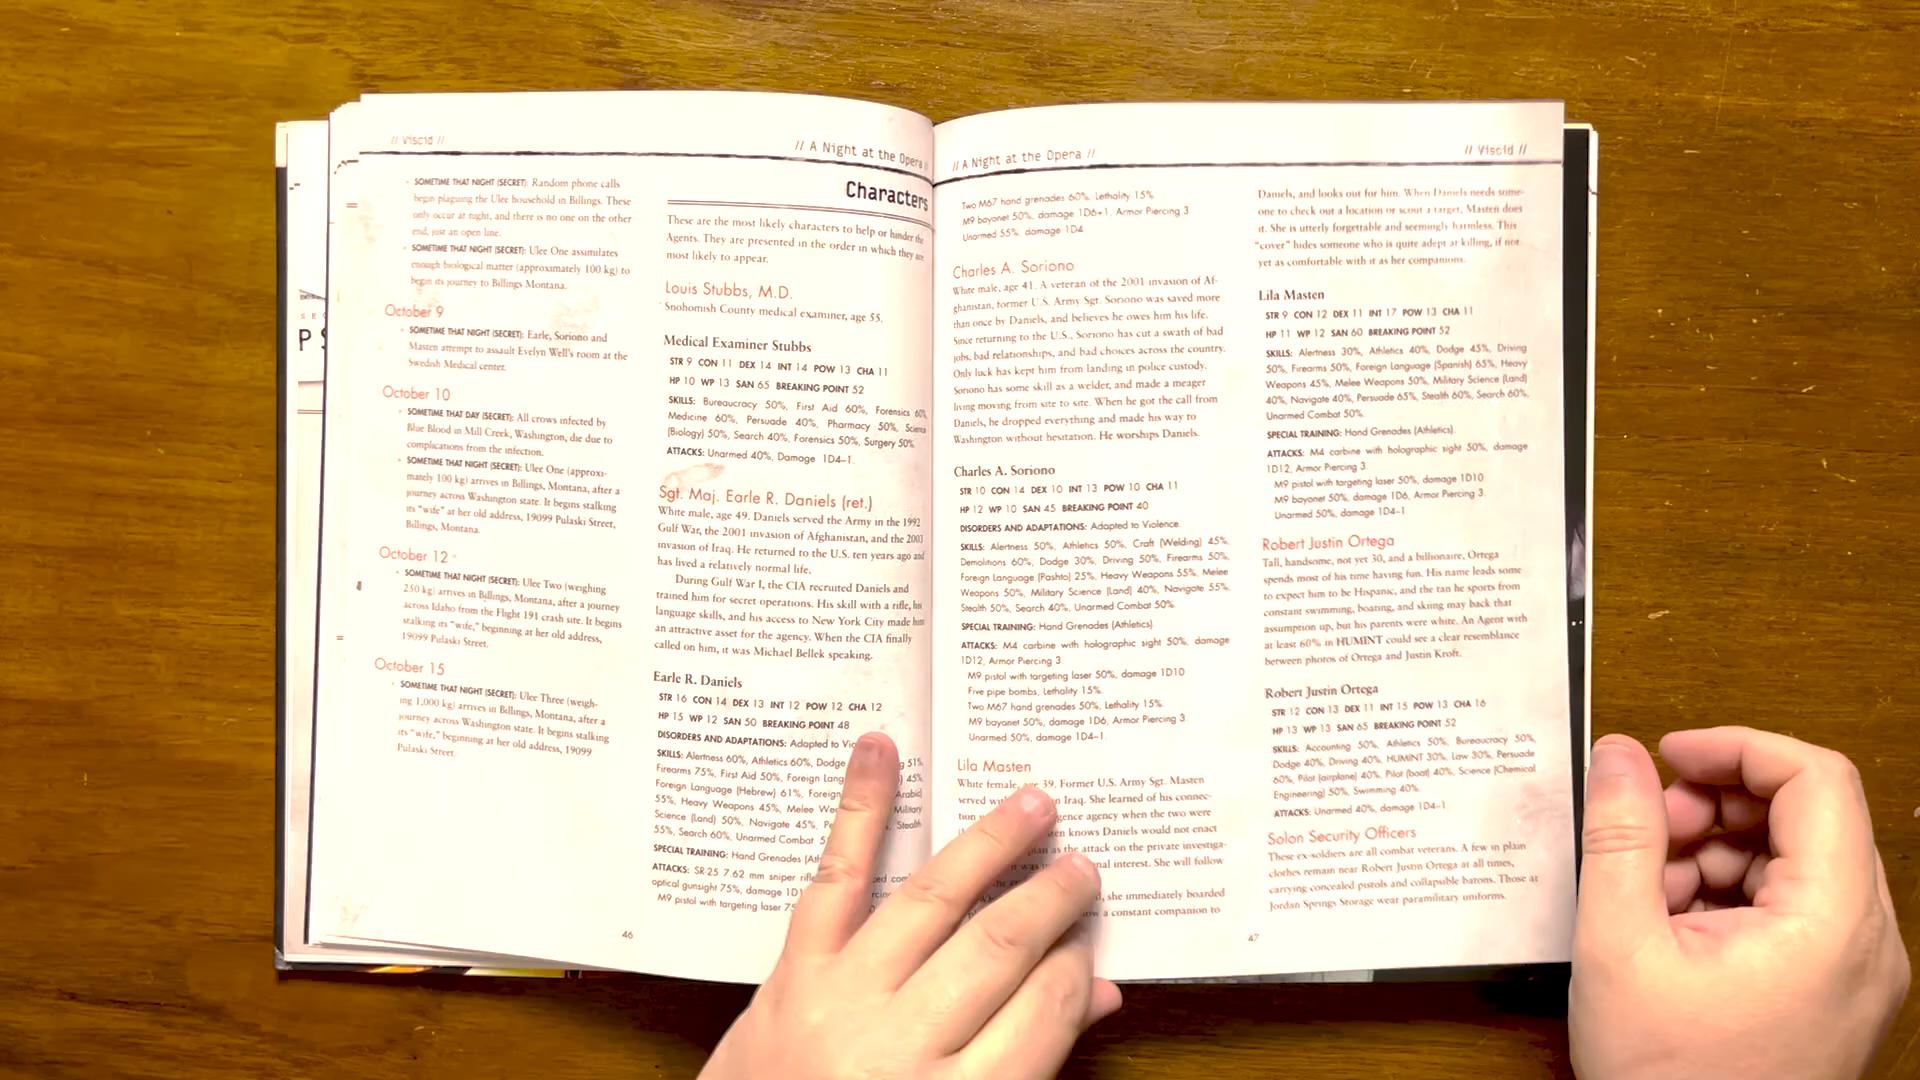 // Viscid //
// A Night at the Opera //
SOMETIME THAT NIGHT (SECRET): Random phone calls
begin plaguing the Ulee household in Billings. These
only occur at night, and there is no one on the other
end, just an open line.
SOMETIME THAT NIGHT (SECRET): Ulee One assimilates
enough biological matter (approximately 100 kg) to
begin its journey to Billings Montana.
October 9
SOMETIME THAT NIGHT (SECRET): Earle, Soriono and
Masten attempt to assault Evelyn Well's room at the
Swedish Medical center.
October 10
SOMETIME THAT DAY (SECRET): All crows infected by
Blue Blood in Mill Creek, Washington, die due to
complications from the infection.
SOMETIME THAT NIGHT (SECRET): Ulee One (approxi-
mately 100 kg) arrives in Billings, Montana, after a
journey across Washington state. It begins stalking
its "wife" at her old address, 19099 Pulaski Street,
Billings, Montana.
October 12
SOMETIME THAT NIGHT (SECRET): Ulee Two (weighing
250 kg) arrives in Billings, Montana, after a journey
across Idaho from the Flight 191 crash site. It begins
stalking its "wife," beginning at her old address,
19099 Pulaski Street.
October 15
SOMETIME THAT NIGHT (SECRET): Ulee Three (weigh-
ing 1,000 kg) arrives in Billings, Montana, after a
journey across Washington state. It begins stalking
its "wife," beginning at her old address, 19099
Pulaski Street.
Characters
These are the most likely characters to help or hinder the
Agents. They are presented in the order in which they are
most likely to appear.
Louis Stubbs, M.D.
Snohomish County medical examiner, age 55.
Medical Examiner Stubbs
STR 9 CON 11 DEX 14 INT 14 POW 13 CHA 11
HP 10 WP 13 SAN 65 BREAKING POINT 52
SKILLS: Bureaucracy 50%, First Aid 60%, Forensics 60%,
Medicine 60%, Persuade 40%, Pharmacy 50%, Science
(Biology) 50%, Search 40%, Forensics 50%, Surgery 50%.
ATTACKS: Unarmed 40%, Damage 1D4–1.
Sgt. Maj. Earle R. Daniels (ret.)
White male, age 49. Daniels served the Army in the 1992
Gulf War, the 2001 invasion of Afghanistan, and the 2003
invasion of Iraq. He returned to the U.S. ten years ago and
has lived a relatively normal life.
During Gulf War I, the CIA recruited Daniels and
trained him for secret operations. His skill with a rifle, his
language skills, and his access to New York City made him
an attractive asset for the agency. When the CIA finally
called on him, it was Michael Bellek speaking.
Earle R. Daniels
STR 16 CON 14 DEX 13 INT 12 POW 12 CHA 12
HP 15 WP 12 SAN 50 BREAKING POINT 48
DISORDERS AND ADAPTATIONS: Adapted to
SKILLS: Alertness 60%, Athletics 60%, Dodge 51%,
Firearms 75%, First Aid 50%, Foreign 45%,
Foreign Language (Hebrew) 61%, Foreign Arabic)
55%, Heavy Weapons 45%, Melee Military
Science (Land) 50%, Navigate 45%, Stealth
55%, Search 60%, Unarmed Combat
SPECIAL TRAINING: Hand Grenades
ATTACKS: SR-25 7.62 mm sniper
optical gunsight 75%, damage
M9 pistol with targeting laser
46
// A Night at the Opera //
// Viscid //
Two M67 hand grenades 60%, Lethality 15%.
M9 bayonet 50%, damage 1D6+1, Armor Piercing 3
Unarmed 55%, damage 1D4
Charles A. Soriono
White male, age 41. A veteran of the 2001 invasion of Af-
ghanistan, former U.S. Army Sgt. Soriono was saved more
than once by Daniels, and believes he owes him his life.
Since returning to the U.S., Soriono has cut a swath of bad
jobs, bad relationships, and bad choices across the country.
Only luck has kept him from landing in police custody.
Soriono has some skill as a welder, and made a meager
living moving from site to site. When he got the call from
Daniels, he dropped everything and made his way to
Washington without hesitation. He worships Daniels.
Charles A. Soriono
STR 10 CON 14 DEX 10 INT 13 POW 10 CHA 11
HP 12 WP 10 SAN 45 BREAKING POINT 40
DISORDERS AND ADAPTATIONS: Adapted to Violence.
SKILLS: Alertness 50%, Athletics 50%, Craft (Welding) 45%,
Demolitions 60%, Dodge 30%, Driving 50%, Firearms 50%,
Foreign Language (Pashto) 25%, Heavy Weapons 55%, Melee
Weapons 50%, Military Science (Land) 40%, Navigate 55%,
Stealth 50%, Search 40%, Unarmed Combat 50%.
SPECIAL TRAINING: Hand Grenades (Athletics).
ATTACKS: M4 carbine with holographic sight 50%, damage
1D12, Armor Piercing 3.
M9 pistol with targeting laser 50%, damage 1D10
Five pipe bombs, Lethality 15%.
Two M67 hand grenades 50%, Lethality 15%.
M9 bayonet 50%, damage 1D6, Armor Piercing 3.
Unarmed 50%, damage 1D4–1.
Lila Masten
White female, age 39. Former U.S. Army Sgt. Masten
served in Iraq. She learned of his connec-
tion agency when the two were
knows Daniels would not enact
plan as the attack on the private investiga-
it was interest. She will follow
she immediately boarded
now a constant companion to
Daniels, and looks out for him. When Daniels needs some-
one to check out a location or scout a target, Masten does
it. She is utterly forgettable and seemingly harmless. This
"cover" hides someone who is quite adept at killing, if not
yet as comfortable with it as her companions.
Lila Masten
STR 9 CON 12 DEX 11 INT 17 POW 13 CHA 11
HP 11 WP 12 SAN 60 BREAKING POINT 52
SKILLS: Alertness 30%, Athletics 40%, Dodge 45%, Driving
50%, Firearms 50%, Foreign Language (Spanish) 65%, Heavy
Weapons 45%, Melee Weapons 50%, Military Science (Land)
40%, Navigate 40%, Persuade 65%, Stealth 60%, Search 60%,
Unarmed Combat 50%.
SPECIAL TRAINING: Hand Grenades (Athletics).
ATTACKS: M4 carbine with holographic sight 50%, damage
1D12, Armor Piercing 3.
M9 pistol with targeting laser 50%, damage 1D10
M9 bayonet 50%, damage 1D6, Armor Piercing 3.
Unarmed 50%, damage 1D4–1
Robert Justin Ortega
Tall, handsome, not yet 30, and a billionaire, Ortega
spends most of his time having fun. His name leads some
to expect him to be Hispanic, and the tan he sports from
constant swimming, boating, and skiing may back that
assumption up, but his parents were white. An Agent with
at least 60% in HUMINT could see a clear resemblance
between photos of Ortega and Justin Kroft.
Robert Justin Ortega
STR 12 CON 13 DEX 11 INT 15 POW 13 CHA 16
HP 13 WP 13 SAN 65 BREAKING POINT 52
SKILLS: Accounting 50%, Athletics 50%, Bureaucracy 50%,
Dodge 40%, Driving 40%, HUMINT 30%, Law 30%, Persuade
60%, Pilot (airplane) 40%, Pilot (boat) 40%, Science (Chemical
Engineering) 50%, Swimming 40%.
ATTACKS: Unarmed 40%, damage 1D4–1
Solon Security Officers
These ex-soldiers are all combat veterans. A few in plain
clothes remain near Robert Justin Ortega at all times,
carrying concealed pistols and collapsible batons. Those at
Jordan Springs Storage wear paramilitary uniforms.
47